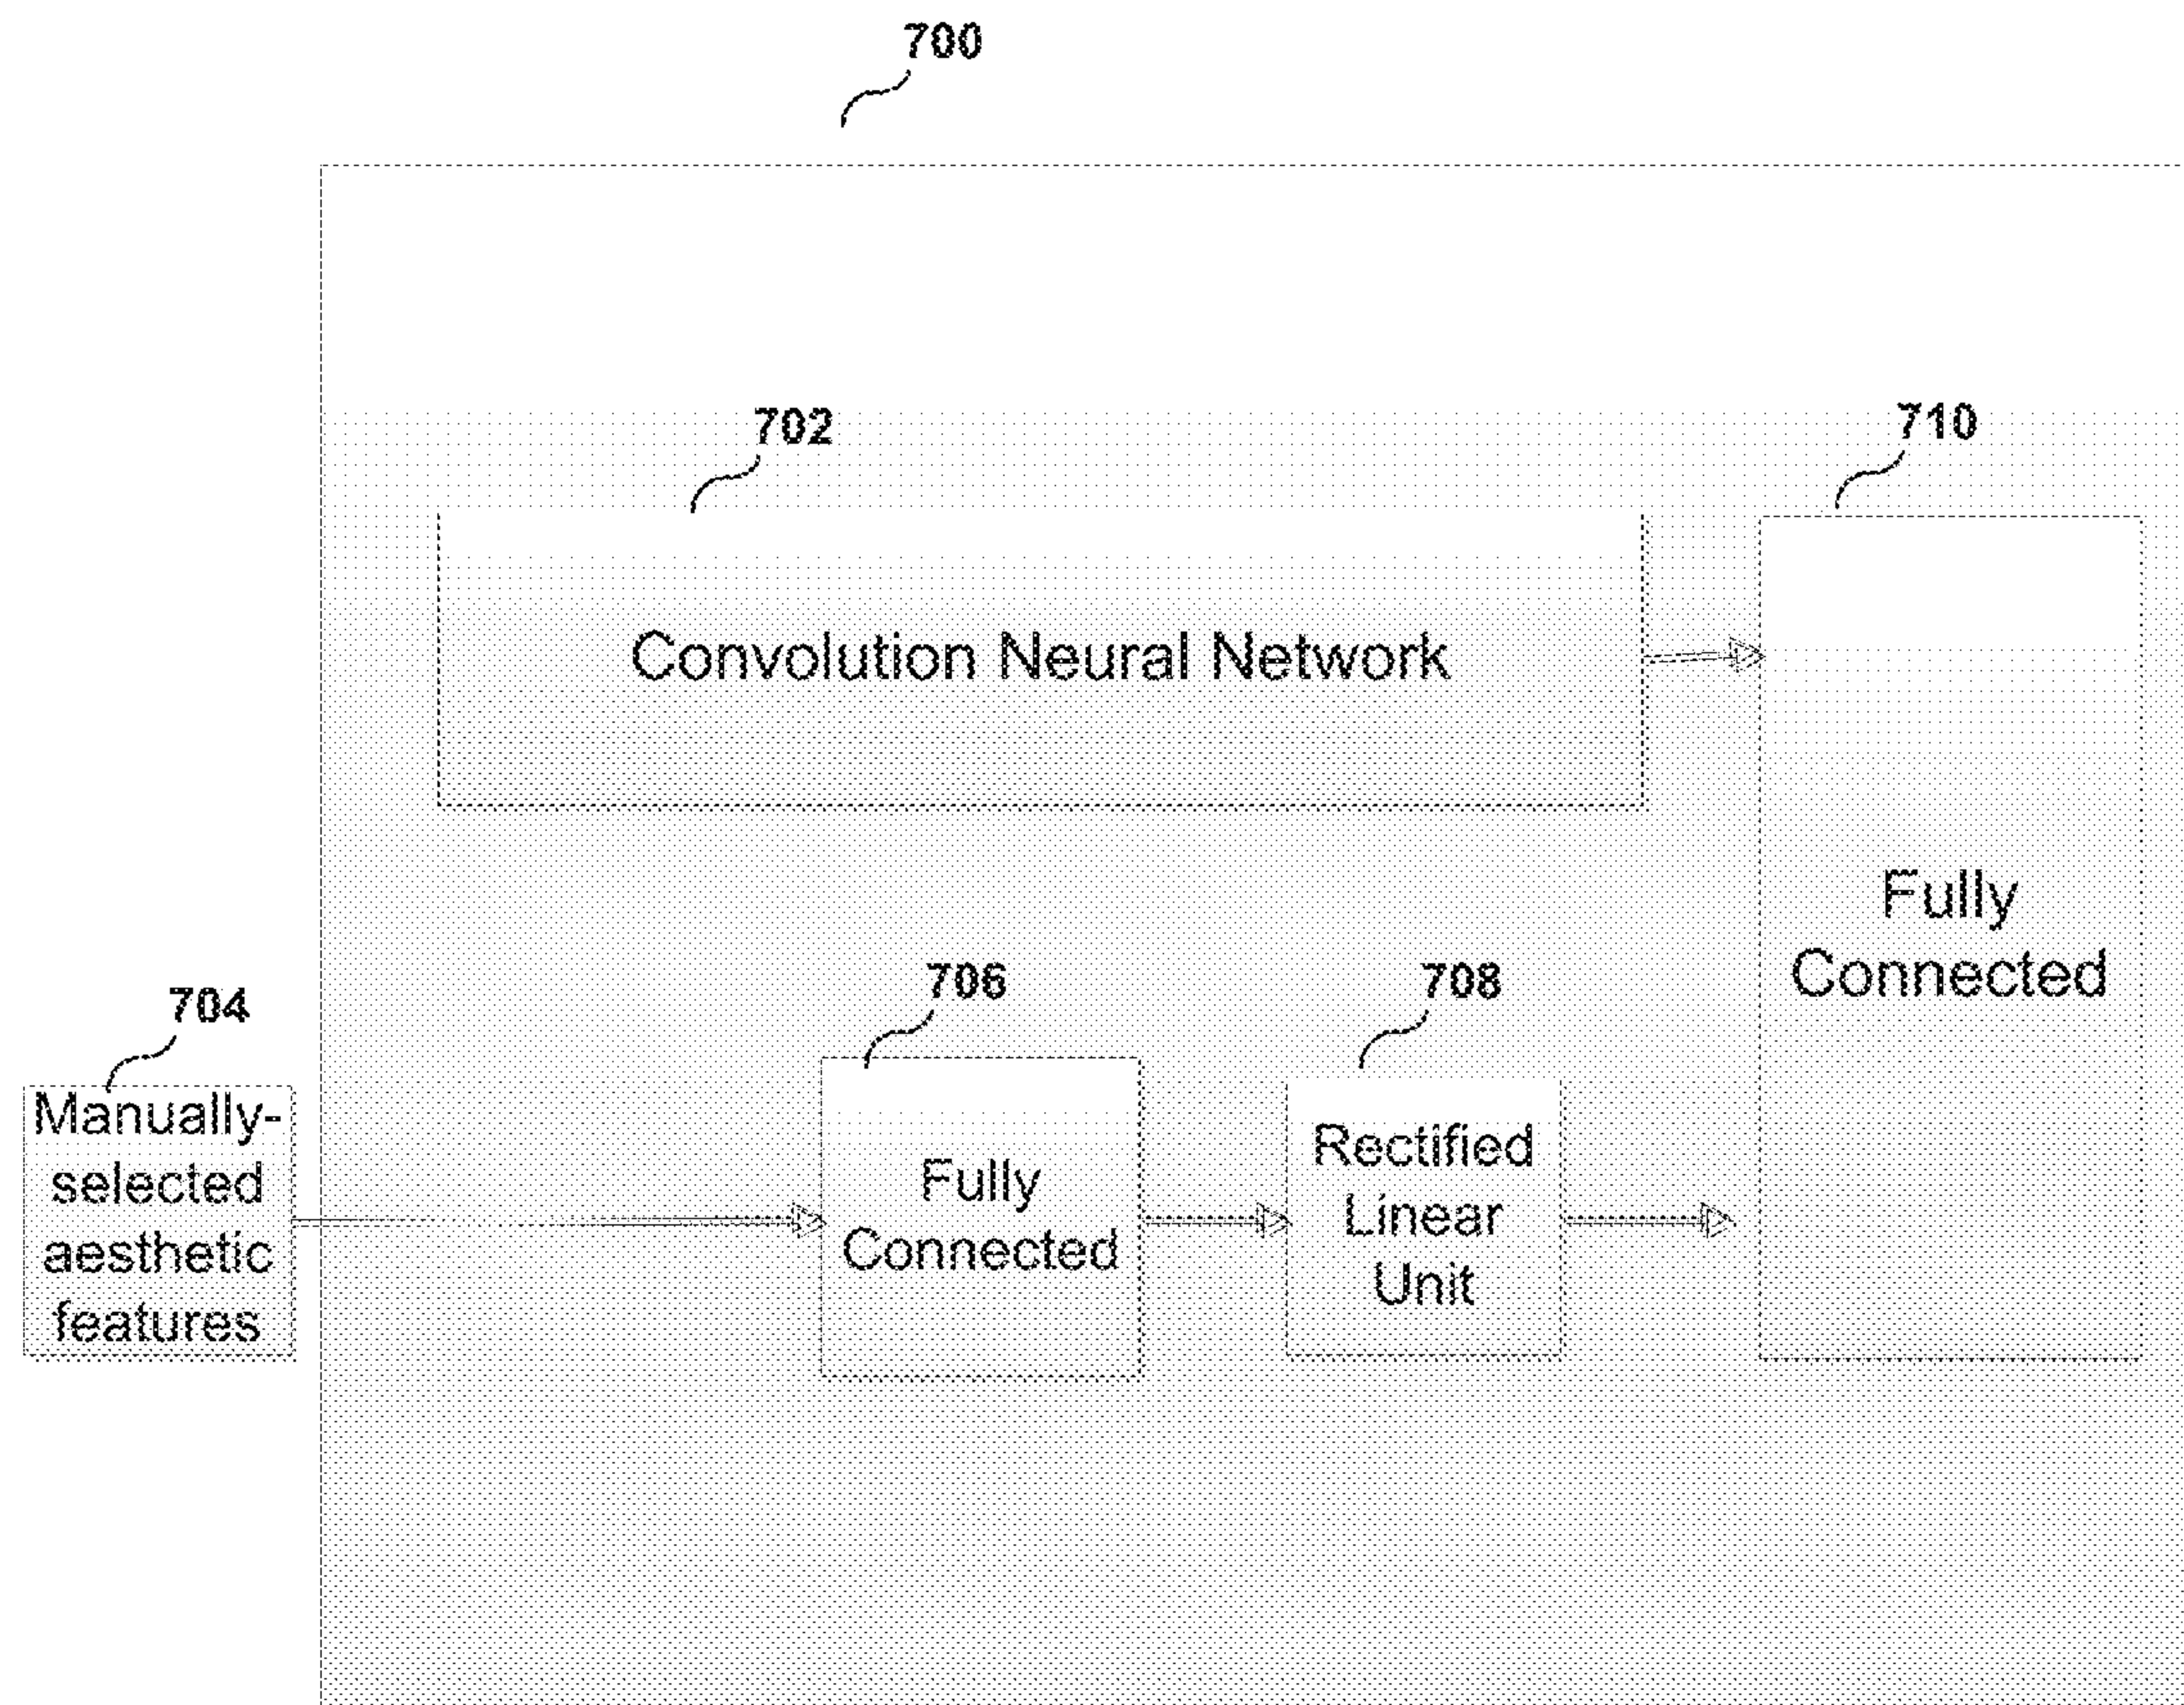 700
702
710
Convolution Neural Network
Fully
Connected
704
706
708
Manually-
selected
aesthetic
features
Fully
Connected
Rectified
Linear
Unit